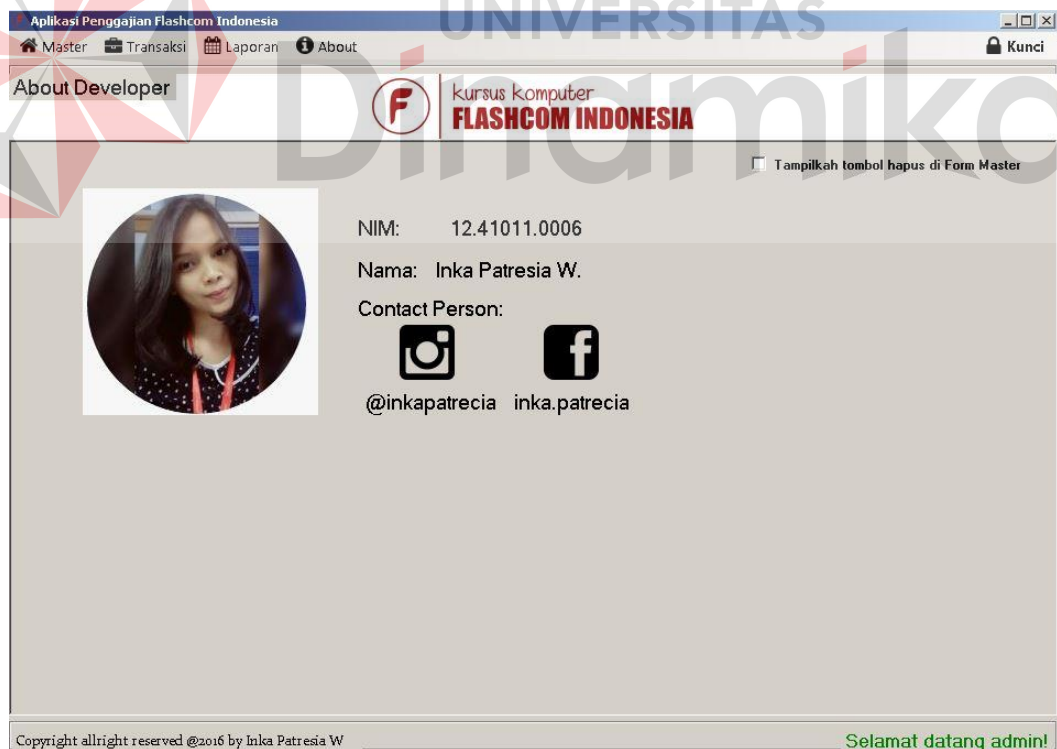 UNIVERSITAS
Dinamika
Aplikasi Penggajian Flashcom Indonesia
Master Transaksi Laporan About Kunci
About Developer
F
Kursus Komputer
FLASHCOM INDONESIA
Tampilkah tombol hapus di Form Master
NIM: 12.41011.0006
Nama: Inka Patresia W.
Contact Person:
@inkapatrecia inka.patrecia
Copyright allright reserved @2016 by Inka Patresia W
Selamat datang admin!